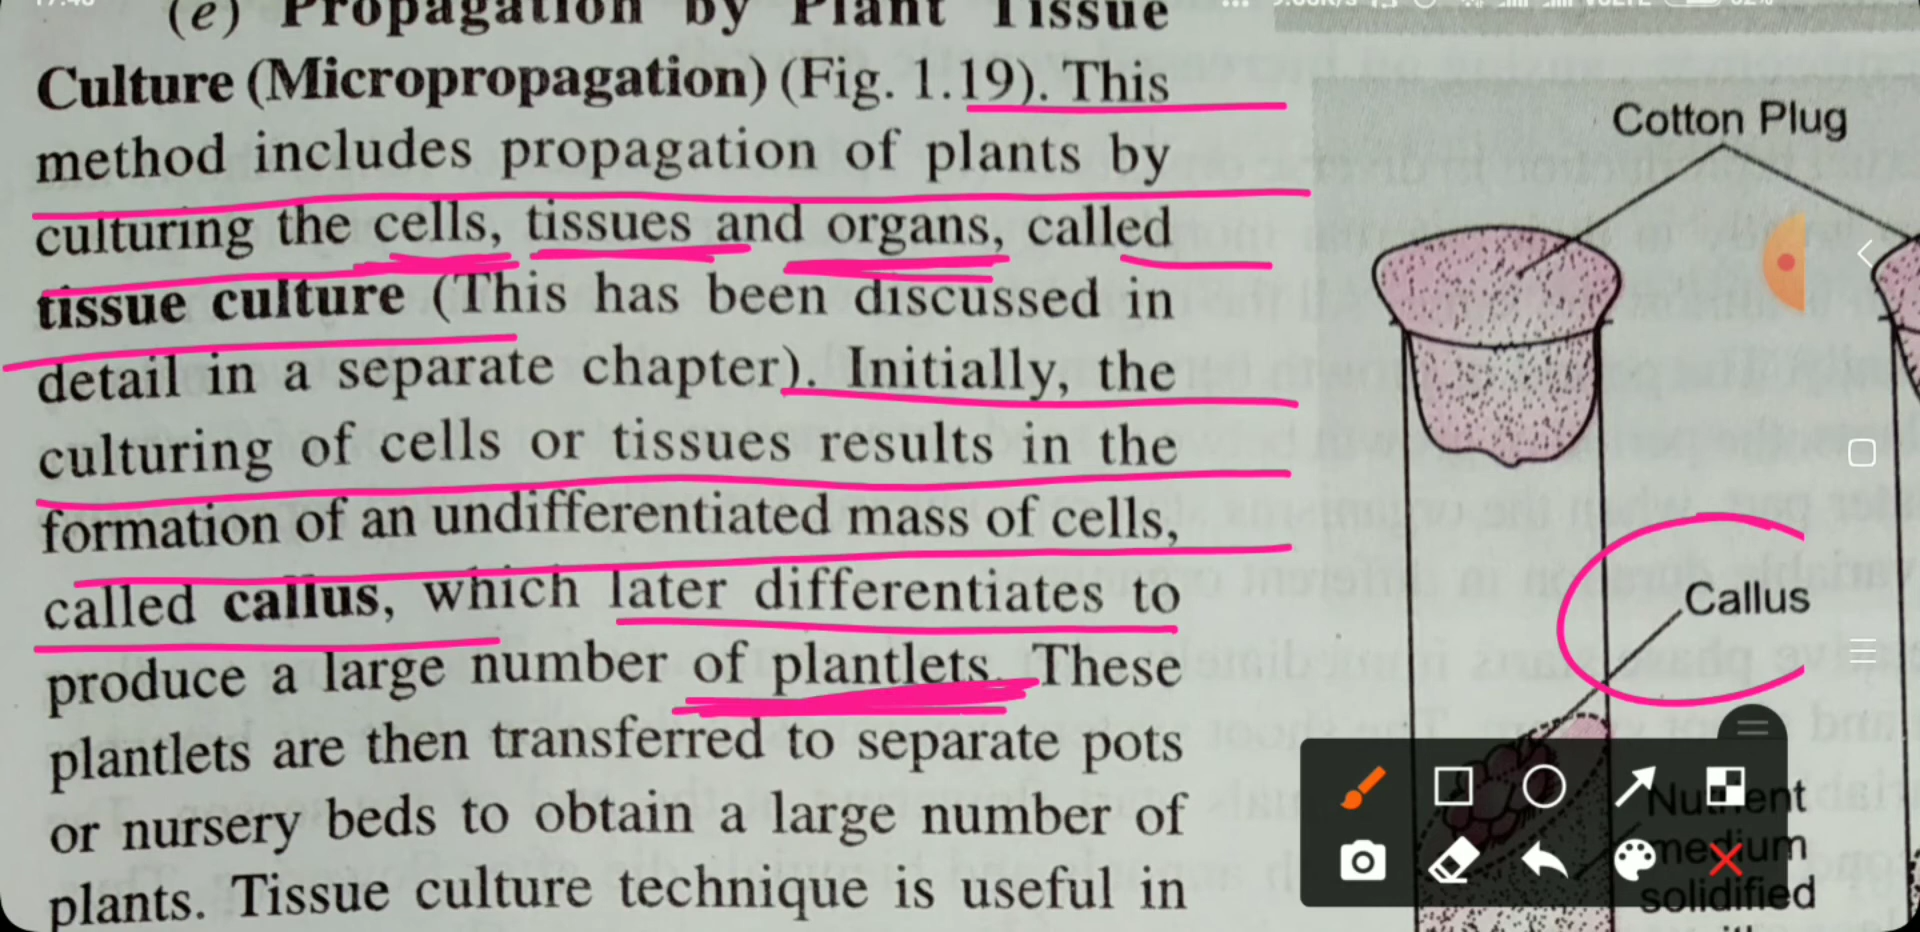 (e) Propagation by Plant Tissue
Culture (Micropropagation) (Fig. 1.19). This
method includes propagation of plants by
culturing the cells, tissues and organs, called
tissue culture (This has been discussed in
detail in a separate chapter). Initially, the
culturing of cells or tissues results in the
formation of an undifferentiated mass of cells,
called callus, which later differentiates to
produce a large number of plantlets. These
plantlets are then transferred to separate pots
or nursery beds to obtain a large number of
plants. Tissue culture technique is useful in
Cotton Plug
Callus
Nutrient
medium
solidified